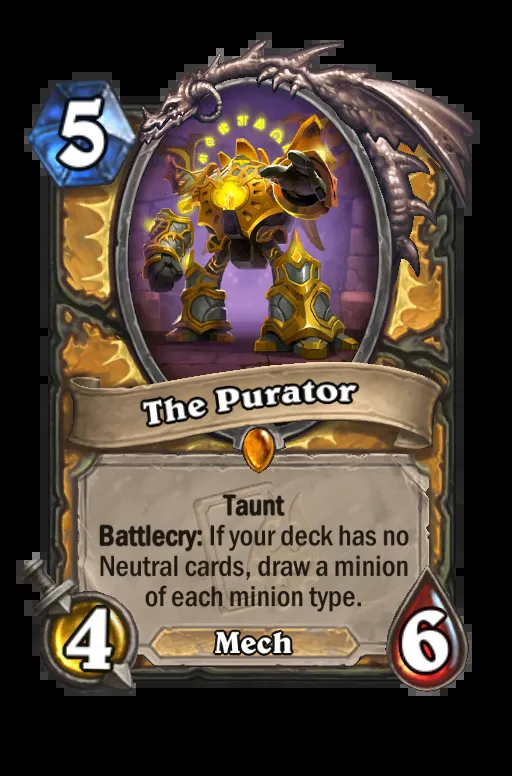 5
The Purator
Taunt
Battlecry: If your deck has no
Neutral cards, draw a minion
of each minion type.
4
Mech
6